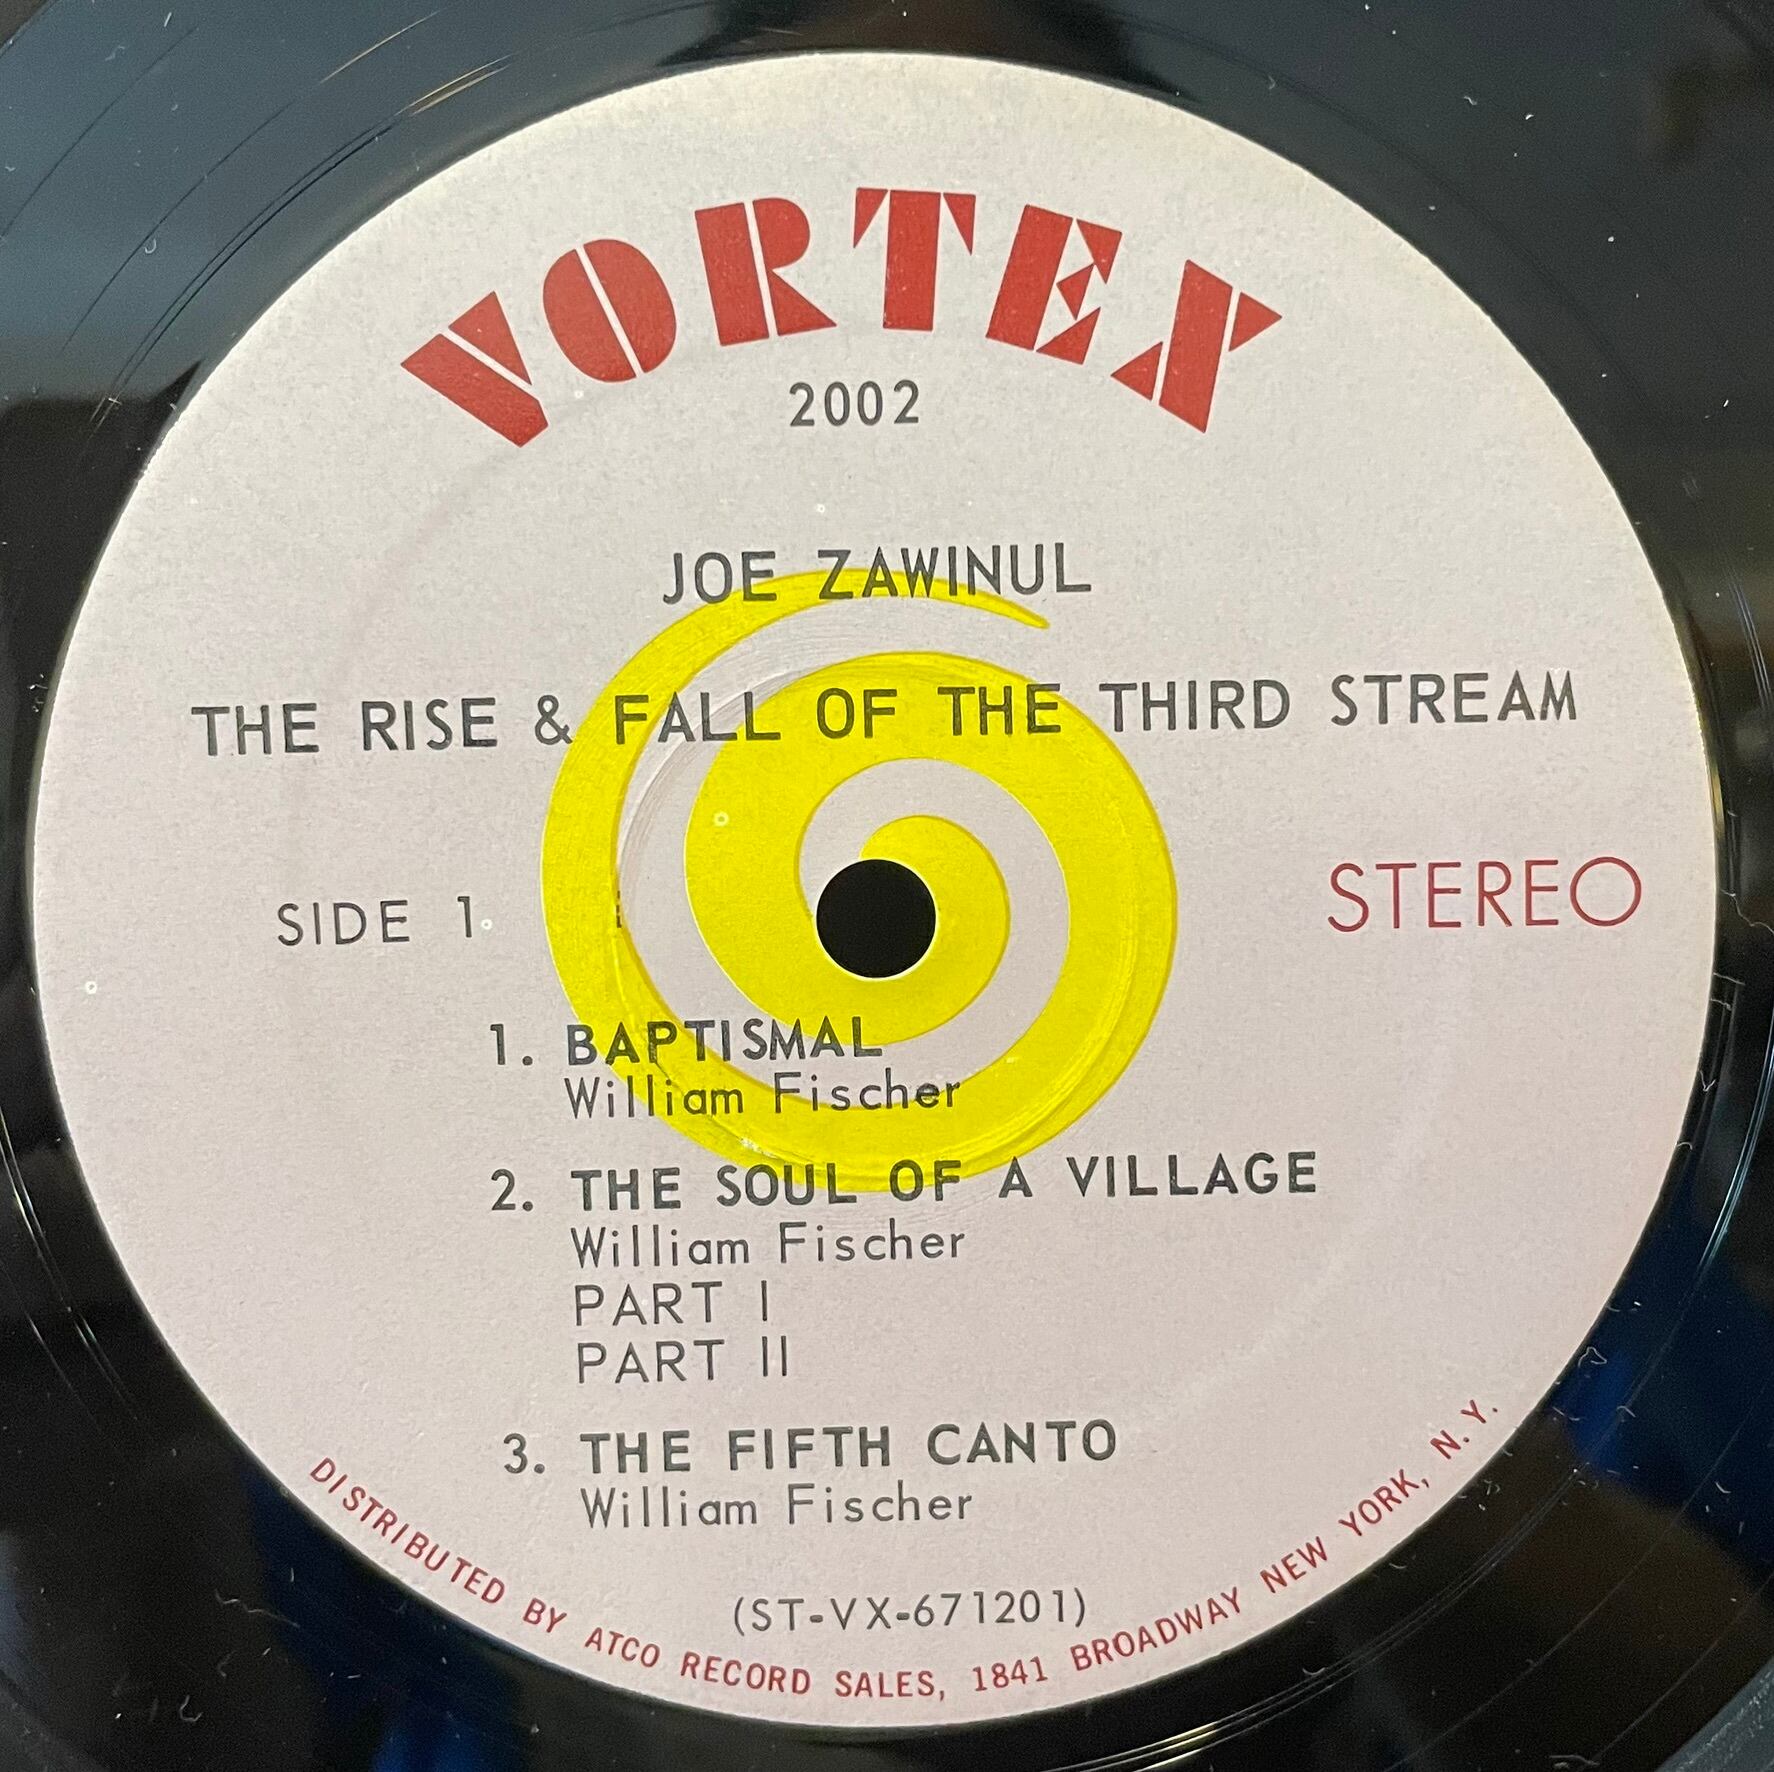 VORTEX
2002
JOE ZAWINUL
THE RISE & FALL OF THE THIRD STREAM
SIDE 1
STEREO
1. BAPTISMAL
William Fischer
2. THE SOUL OF A VILLAGE
William Fischer
PART I
PART II
3. THE FIFTH CANTO
William Fischer
(ST-VX-671201)
DISTRIBUTED BY ATCO RECORD SALES, 1841 BROADWAY NEW YORK, N.Y.